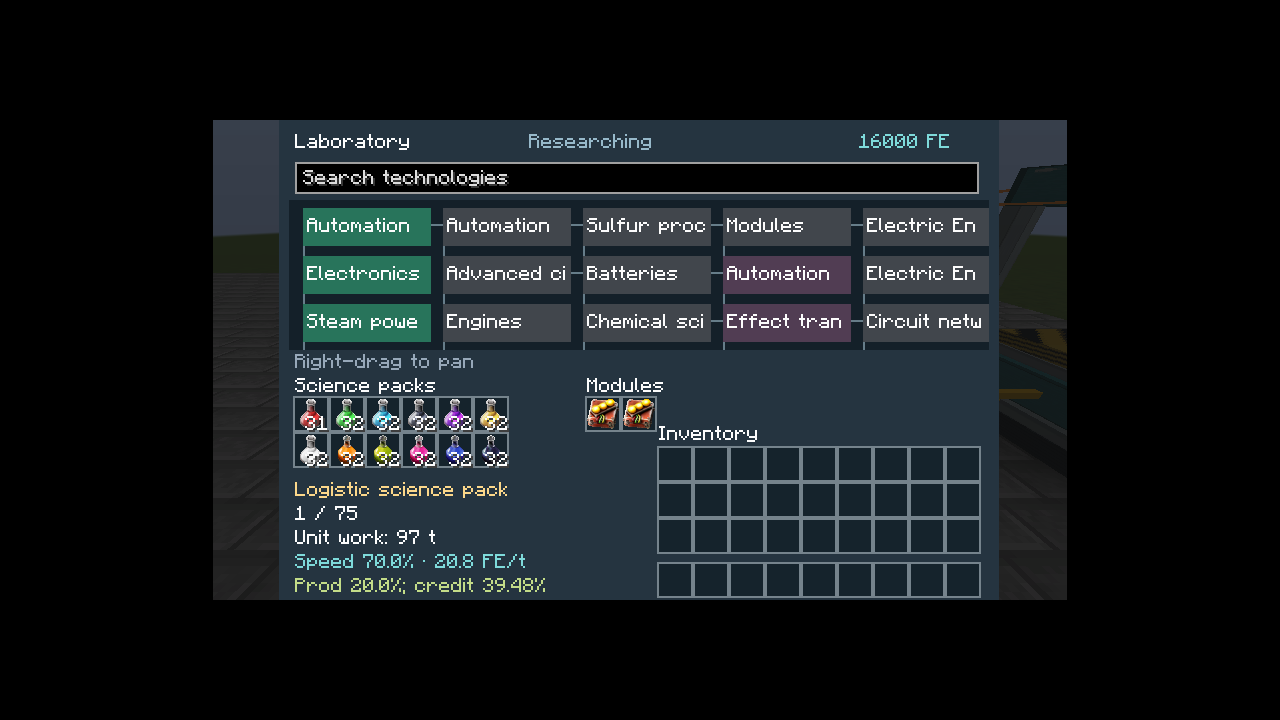 Laboratory Researching 16000 FE
Search technologies
Automation Automation Sulfur proc Modules Electric En
Electronics Advanced ci Batteries Automation Electric En
Steam powe Engines Chemical sci Effect tran Circuit netw
Right-drag to pan
Science packs Modules
31 32 32 32 32 32
Inventory
32 32 32 32 32 32
Logistic science pack
1 / 75
Unit work: 97 t
Speed 70.0% · 20.8 FE/t
Prod 20.0%; credit 39.48%